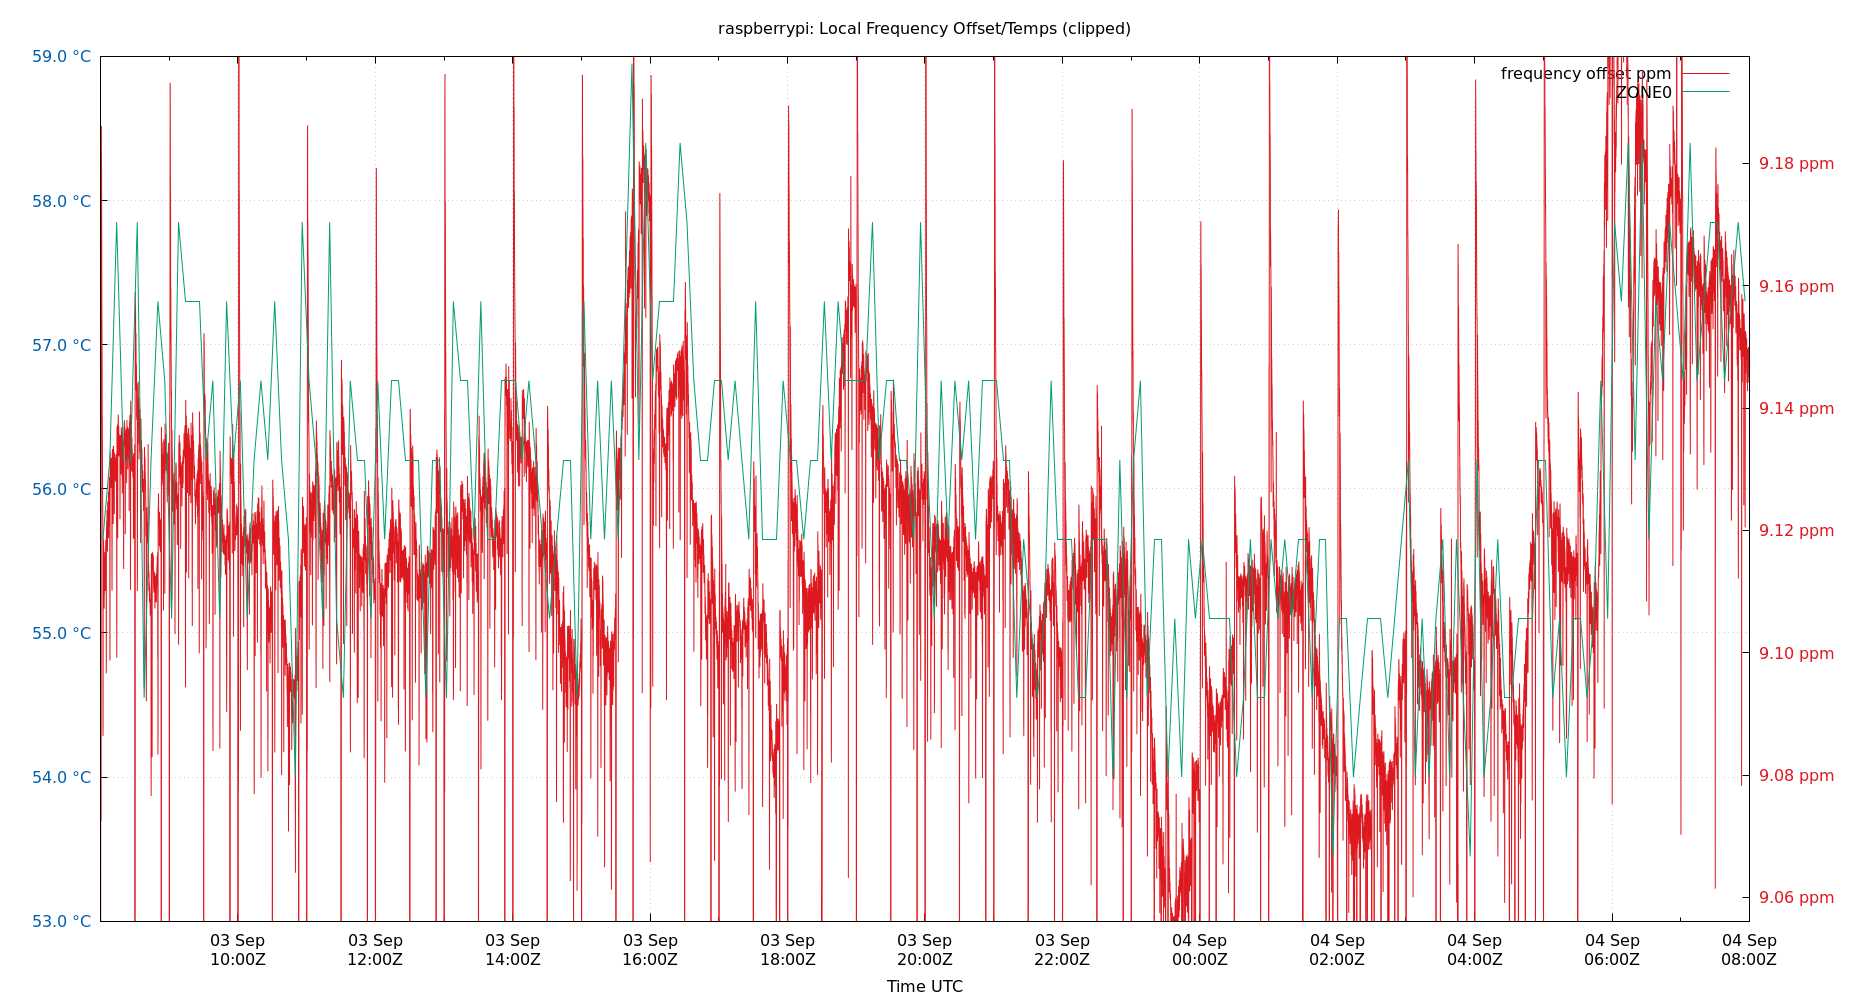 raspberrypi: Local Frequency Offset/Temps (clipped)
59.0 °C
58.0 °C
57.0 °C
56.0 °C
55.0 °C
54.0 °C
53.0 °C
frequency offset ppm
ZONE0
9.18 ppm
9.16 ppm
9.14 ppm
9.12 ppm
9.10 ppm
9.08 ppm
9.06 ppm
03 Sep
10:00Z
03 Sep
12:00Z
03 Sep
14:00Z
03 Sep
16:00Z
03 Sep
18:00Z
03 Sep
20:00Z
03 Sep
22:00Z
04 Sep
00:00Z
04 Sep
02:00Z
04 Sep
04:00Z
04 Sep
06:00Z
04 Sep
08:00Z
Time UTC